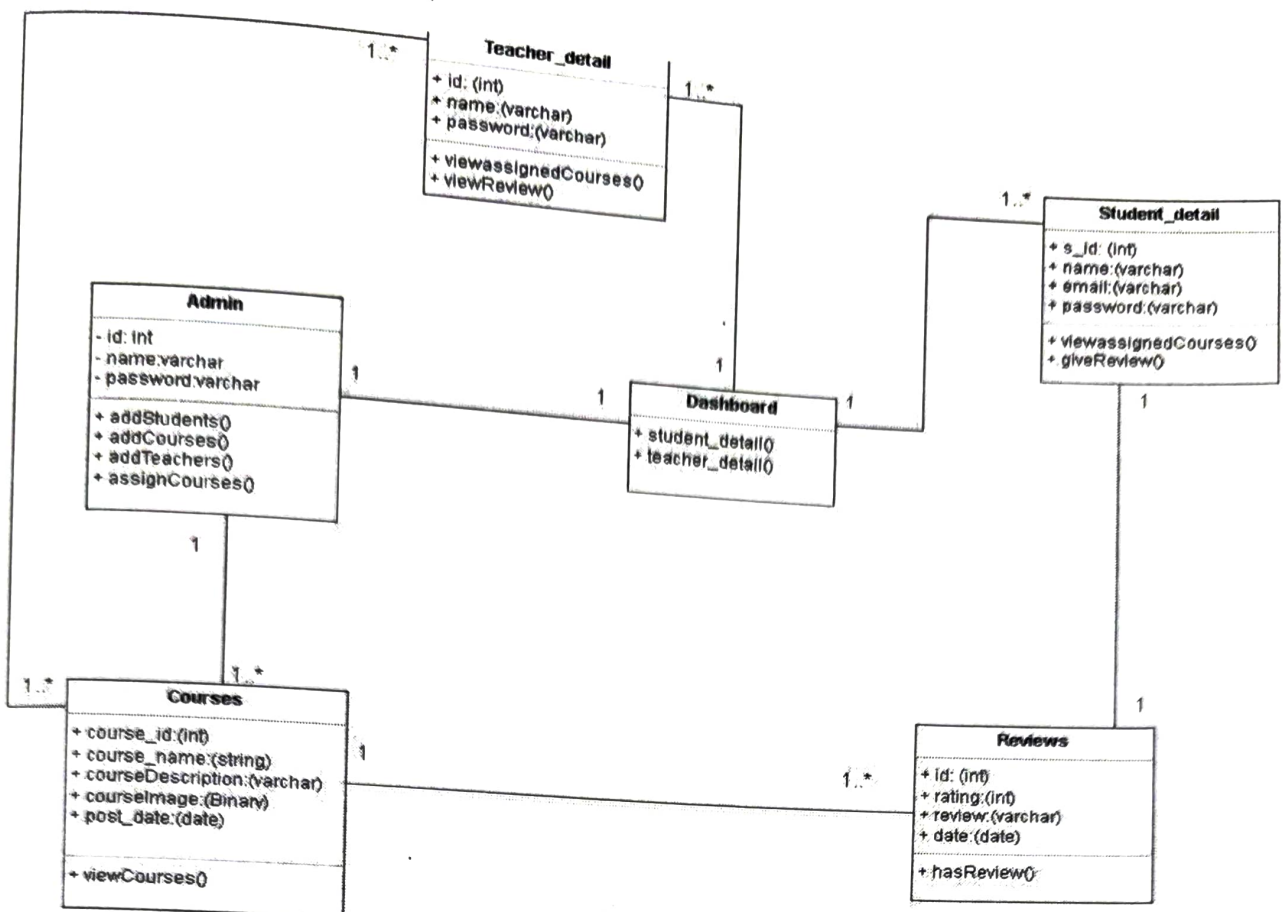 1..*
Teacher_detail
+ id: (int)
+ name:(varchar)
+ password:(varchar)
+ viewassignedCourses()
+ viewReview()
1..*
1..*
Student_detail
+ s_id: (int)
+ name:(varchar)
+ email:(varchar)
+ password:(varchar)
+ viewassignedCourses()
+ giveReview()
1
Admin
- id: int
- name:varchar
- password:varchar
+ addStudents()
+ addCourses()
+ addTeachers()
+ assignCourses()
1
1
1
1
Dashboard
+ student_detail()
+ teacher_detail()
1
1..*
1..*
Courses
+ course_id:(int)
+ course_name:(string)
+ courseDescription:(varchar)
+ courseImage:(Binary)
+ post_date:(date)
+ viewCourses()
1
1..*
1
Reviews
+ id: (int)
+ rating:(int)
+ review:(varchar)
+ date:(date)
+ hasReview()